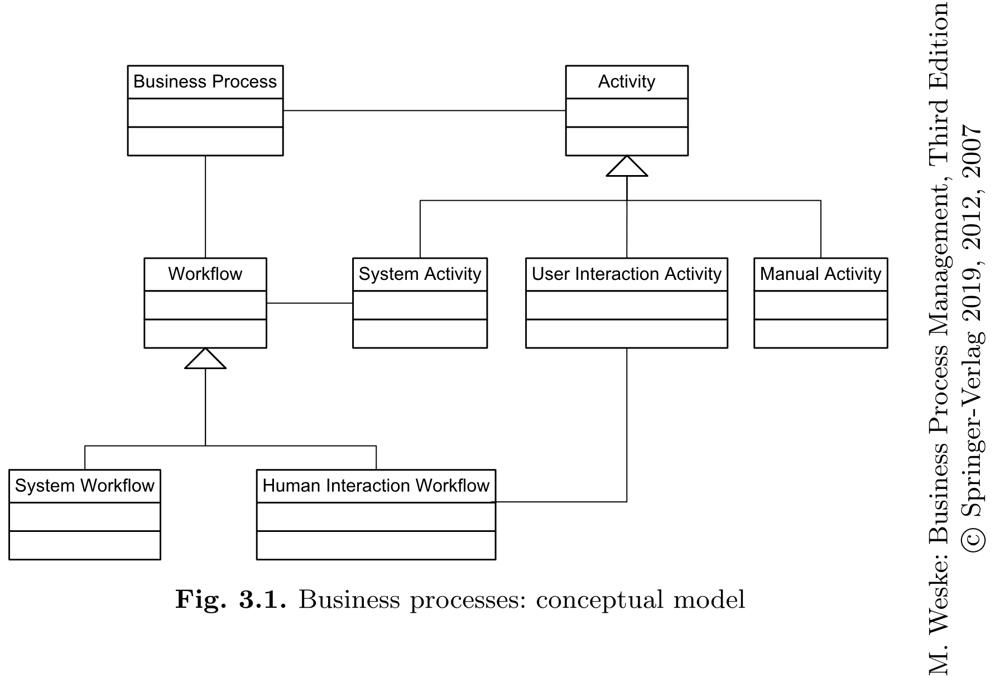 Business Process
Activity
Workflow
System Activity
User Interaction Activity
Manual Activity
System Workflow
Human Interaction Workflow
Fig. 3.1. Business processes: conceptual model
M. Weske: Business Process Management, Third Edition
© Springer-Verlag 2019, 2012, 2007